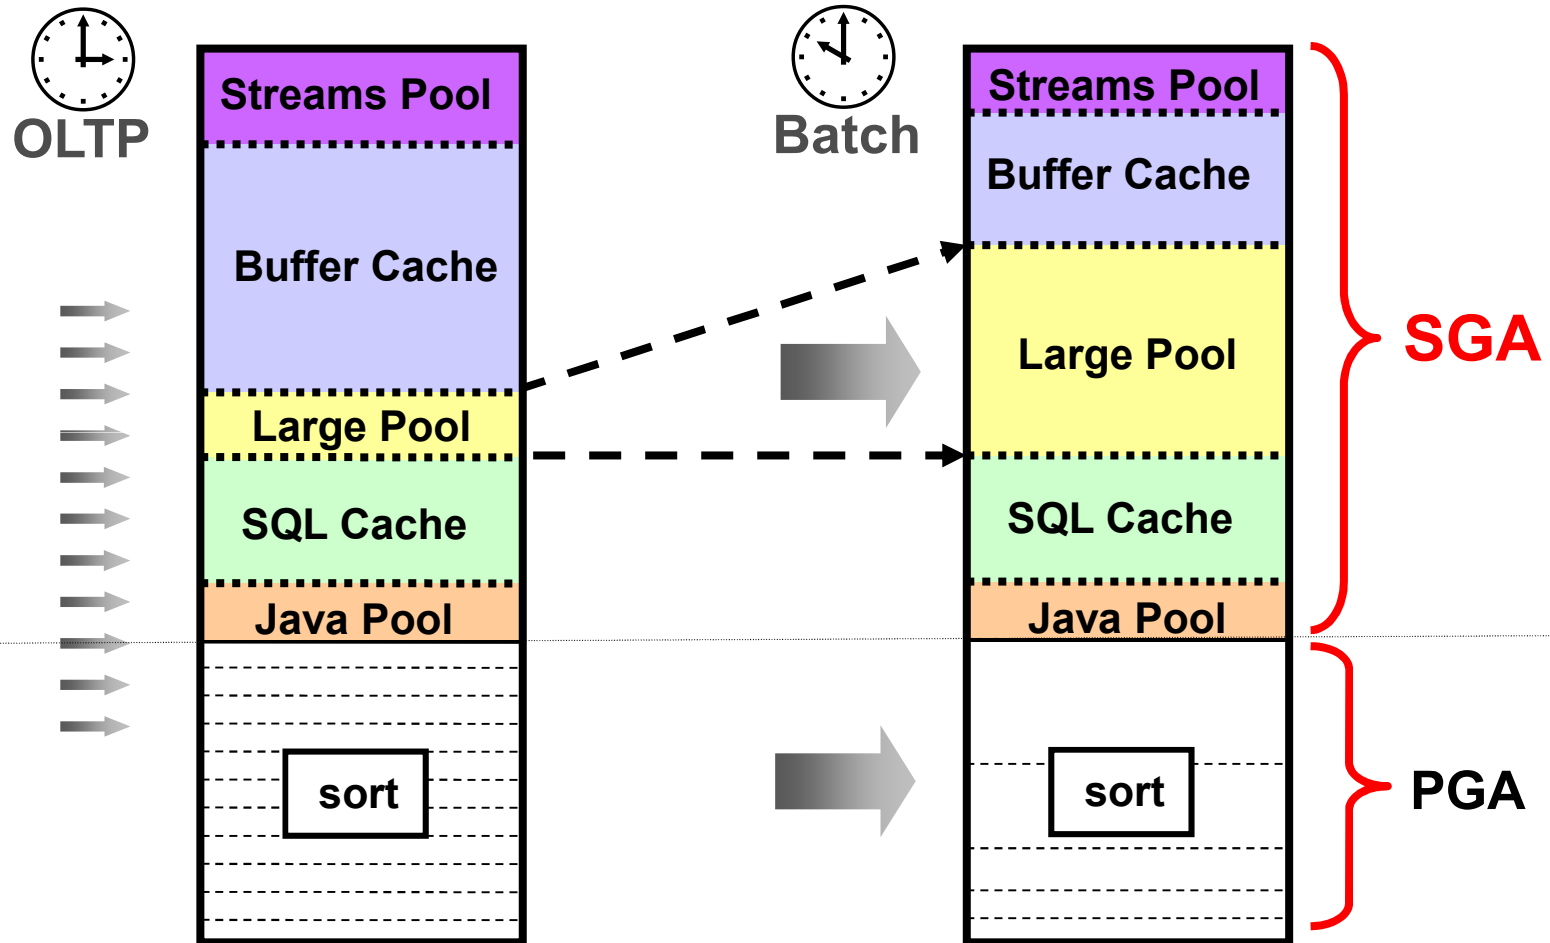 OLTP
Streams Pool
Buffer Cache
Large Pool
SQL Cache
Java Pool
sort
Batch
Streams Pool
Buffer Cache
Large Pool
SQL Cache
Java Pool
sort
SGA
PGA